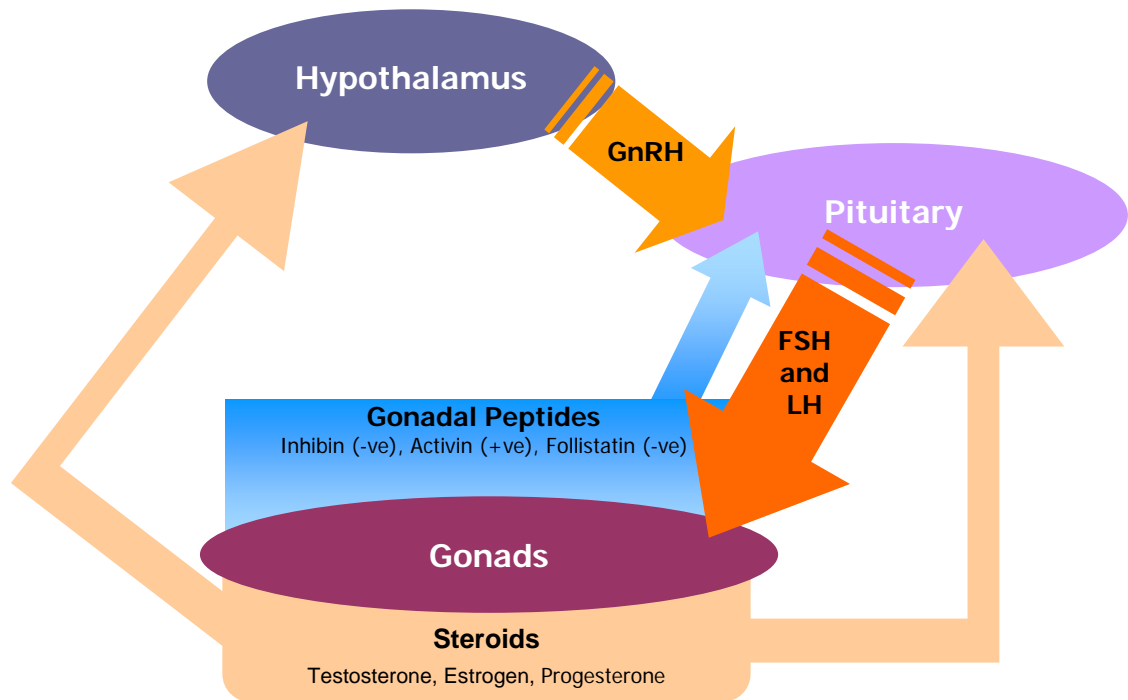 Hypothalamus
GnRH
Pituitary
FSH
and
LH
Gonadal Peptides
Inhibin (-ve), Activin (+ve), Follistatin (-ve)
Gonads
Steroids
Testosterone, Estrogen, Progesterone